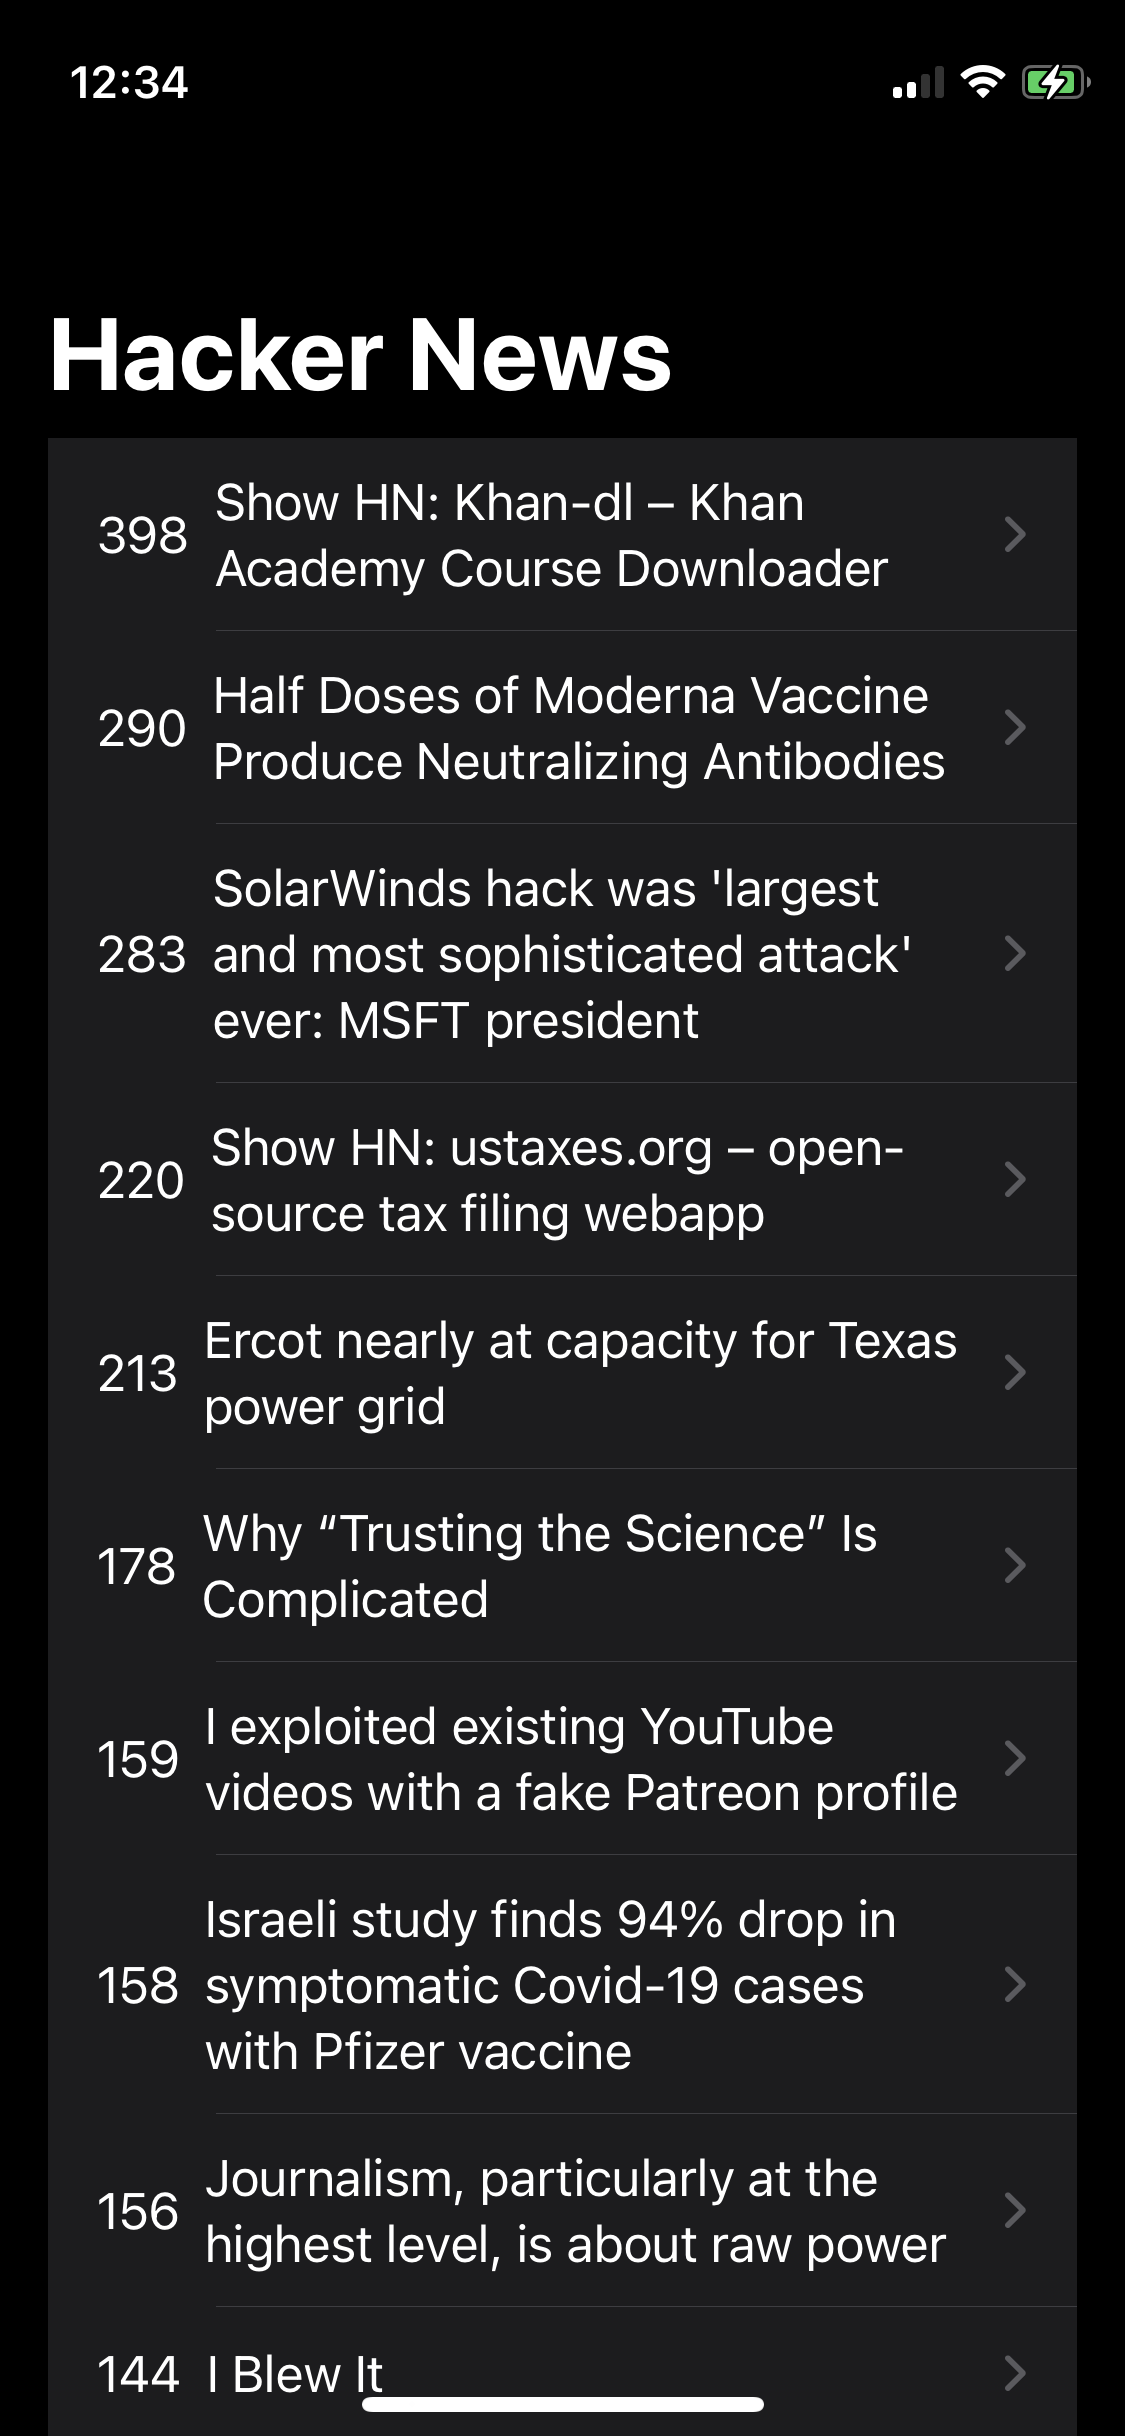 12:34
Hacker News
398
Show HN: Khan-dl – Khan
Academy Course Downloader
290
Half Doses of Moderna Vaccine
Produce Neutralizing Antibodies
283
SolarWinds hack was 'largest
and most sophisticated attack'
ever: MSFT president
220
Show HN: ustaxes.org – open-
source tax filing webapp
213
Ercot nearly at capacity for Texas
power grid
178
Why “Trusting the Science” Is
Complicated
159
I exploited existing YouTube
videos with a fake Patreon profile
158
Israeli study finds 94% drop in
symptomatic Covid-19 cases
with Pfizer vaccine
156
Journalism, particularly at the
highest level, is about raw power
144
I Blew It